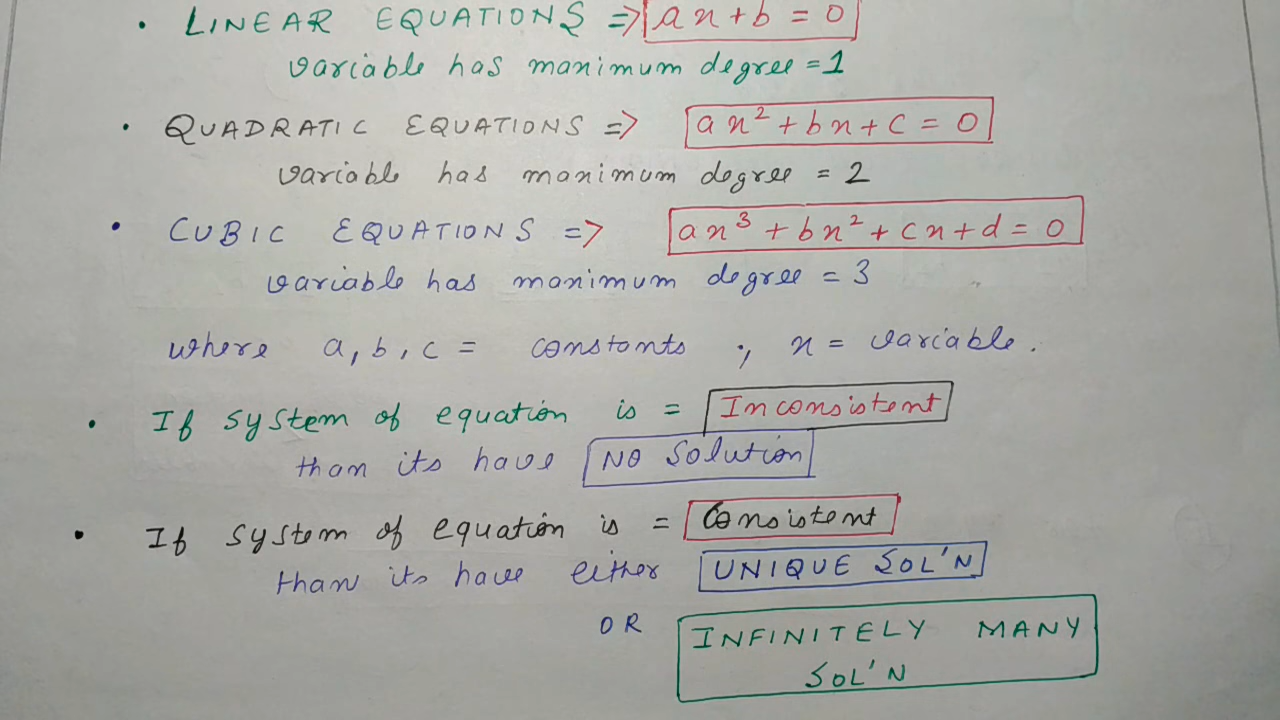 • LINEAR EQUATIONS => ax + b = 0
variable has maximum degree = 1
• QUADRATIC EQUATIONS => ax² + bx + c = 0
variable has maximum degree = 2
• CUBIC EQUATIONS => ax³ + bx² + cx + d = 0
variable has maximum degree = 3
where a, b, c = constants ; x = variable.
• If system of equation is = Inconsistent
than its have NO Solution
• If system of equation is = Consistent
than its have either UNIQUE SOL'N
OR INFINITELY MANY
SOL'N